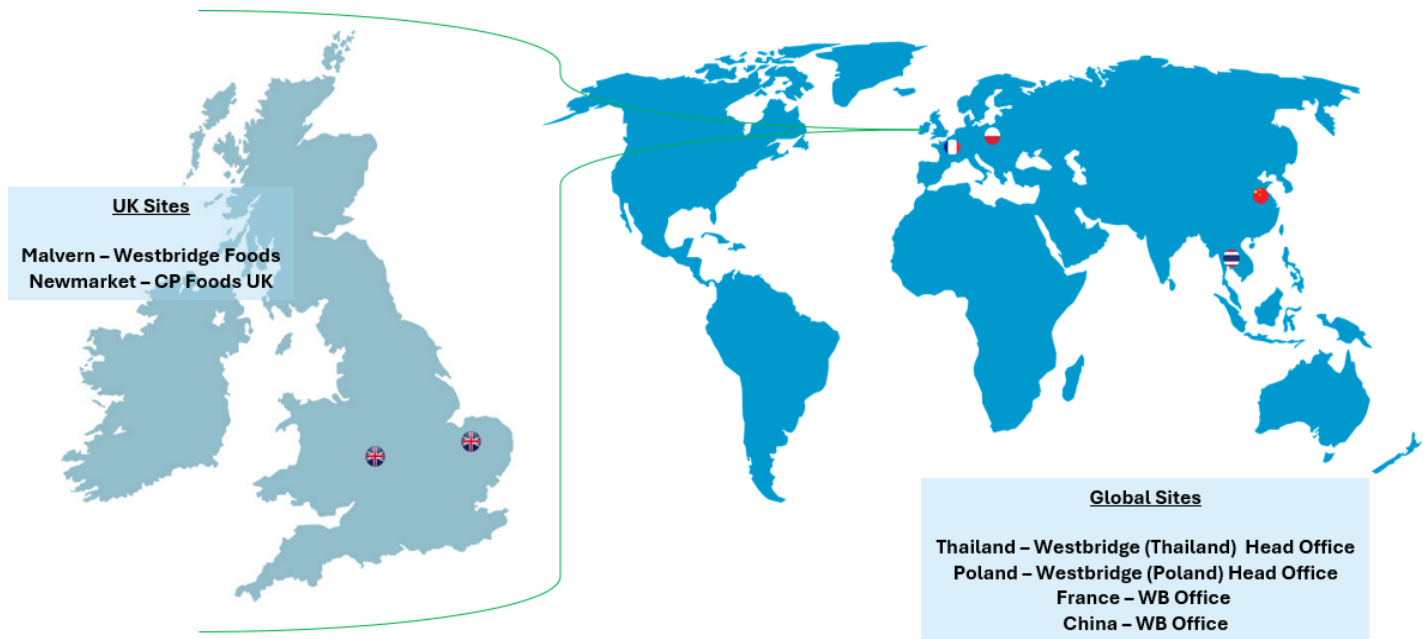 UK Sites
Malvern – Westbridge Foods
Newmarket – CP Foods UK
Global Sites
Thailand – Westbridge (Thailand)  Head Office
Poland – Westbridge (Poland) Head Office
France – WB Office
China – WB Office